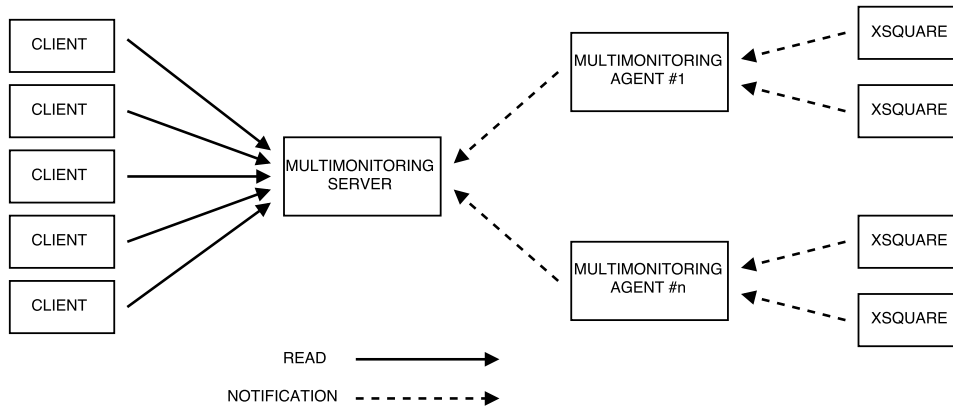 CLIENT
CLIENT
CLIENT
CLIENT
CLIENT
MULTIMONITORING
SERVER
MULTIMONITORING
AGENT #1
MULTIMONITORING
AGENT #n
XSQUARE
XSQUARE
XSQUARE
XSQUARE
READ
NOTIFICATION